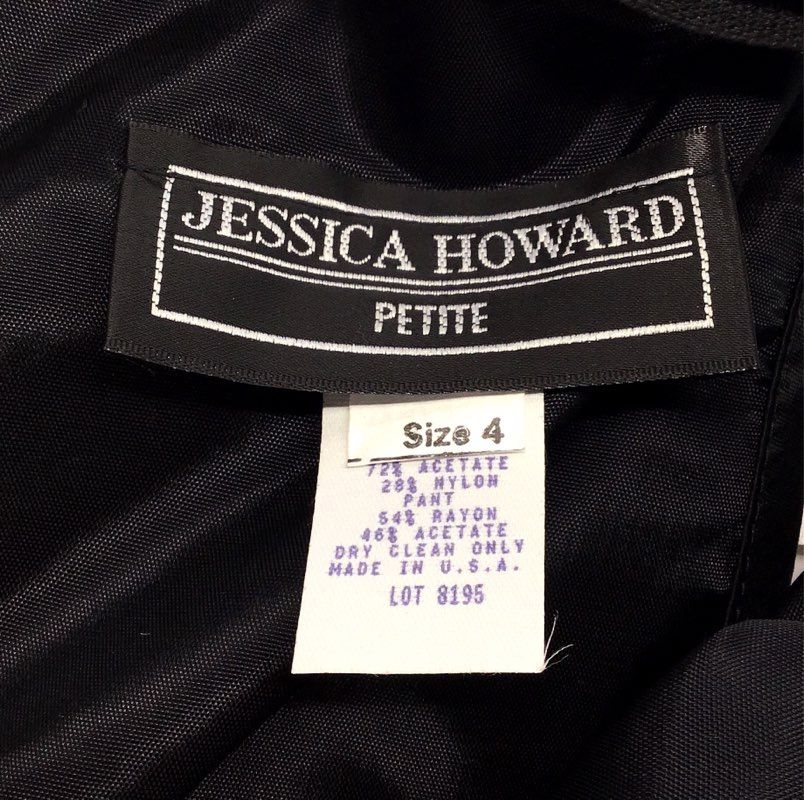 JESSICA HOWARD
PETITE
Size 4
72% ACETATE
28% NYLON
PANT
54% RAYON
46% ACETATE
DRY CLEAN ONLY
MADE IN U.S.A.
LOT 8195